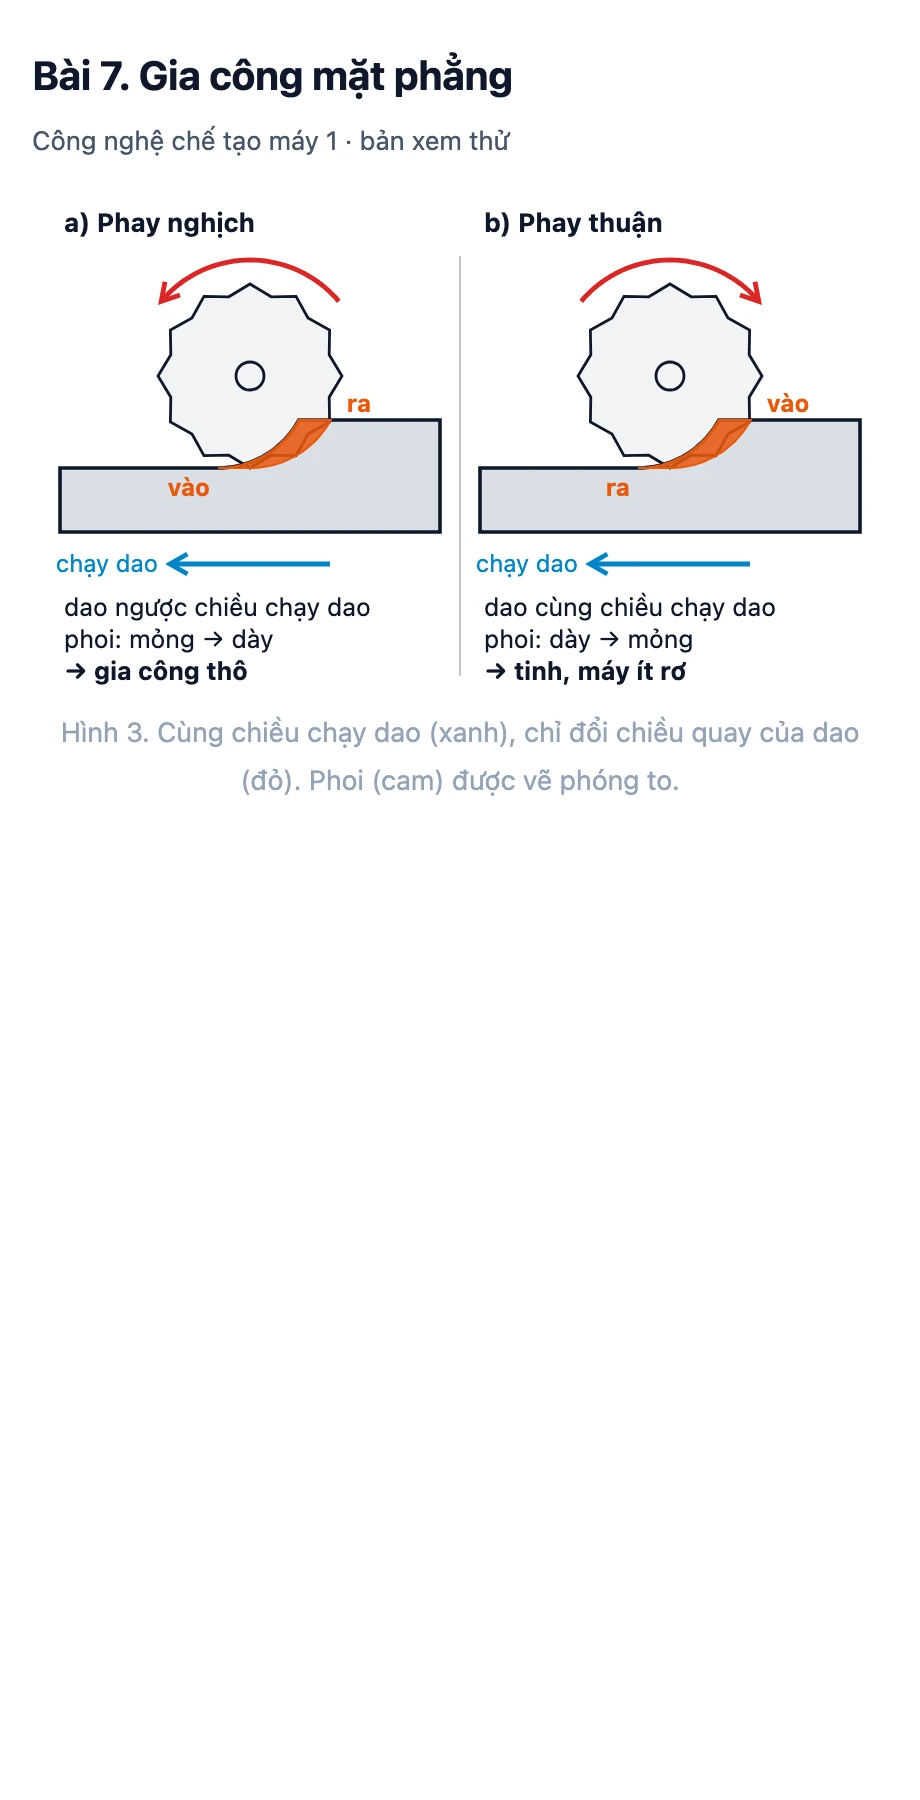 Bài 7. Gia công mặt phẳng
Công nghệ chế tạo máy 1 · bản xem thử
a) Phay nghịch
ra
vào
chạy dao
dao ngược chiều chạy dao
phoi: mỏng → dày
→ gia công thô
b) Phay thuận
vào
ra
chạy dao
dao cùng chiều chạy dao
phoi: dày → mỏng
→ tinh, máy ít rơ
Hình 3. Cùng chiều chạy dao (xanh), chỉ đổi chiều quay của dao
(đỏ). Phoi (cam) được vẽ phóng to.